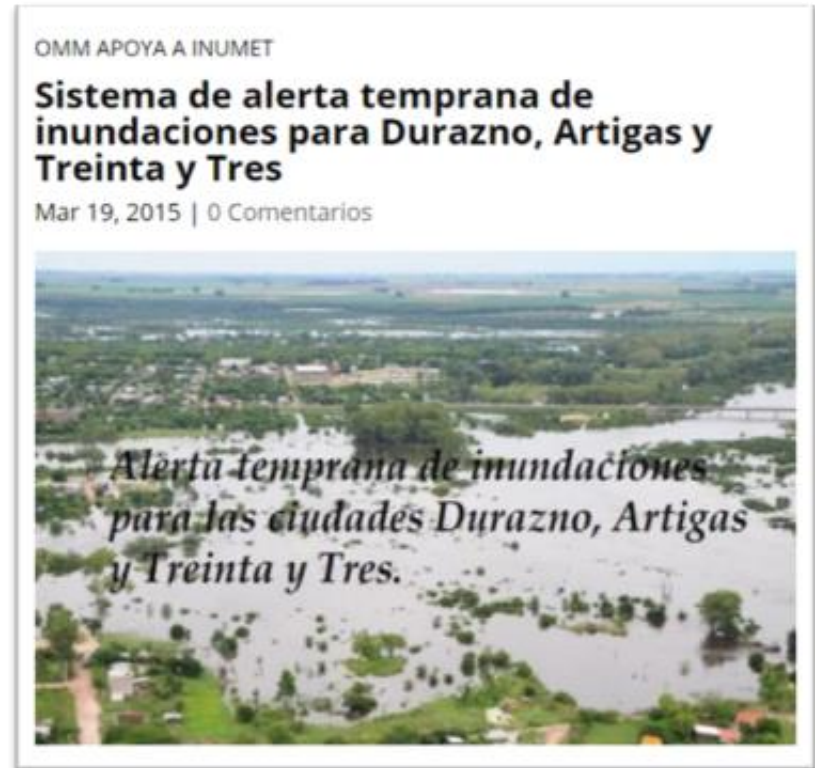 OMM APOYA A INUMET
Sistema de alerta temprana de
inundaciones para Durazno, Artigas y
Treinta y Tres
Mar 19, 2015 | 0 Comentarios
Alerta temprana de inundaciones
para las ciudades Durazno, Artigas
y Treinta y Tres.